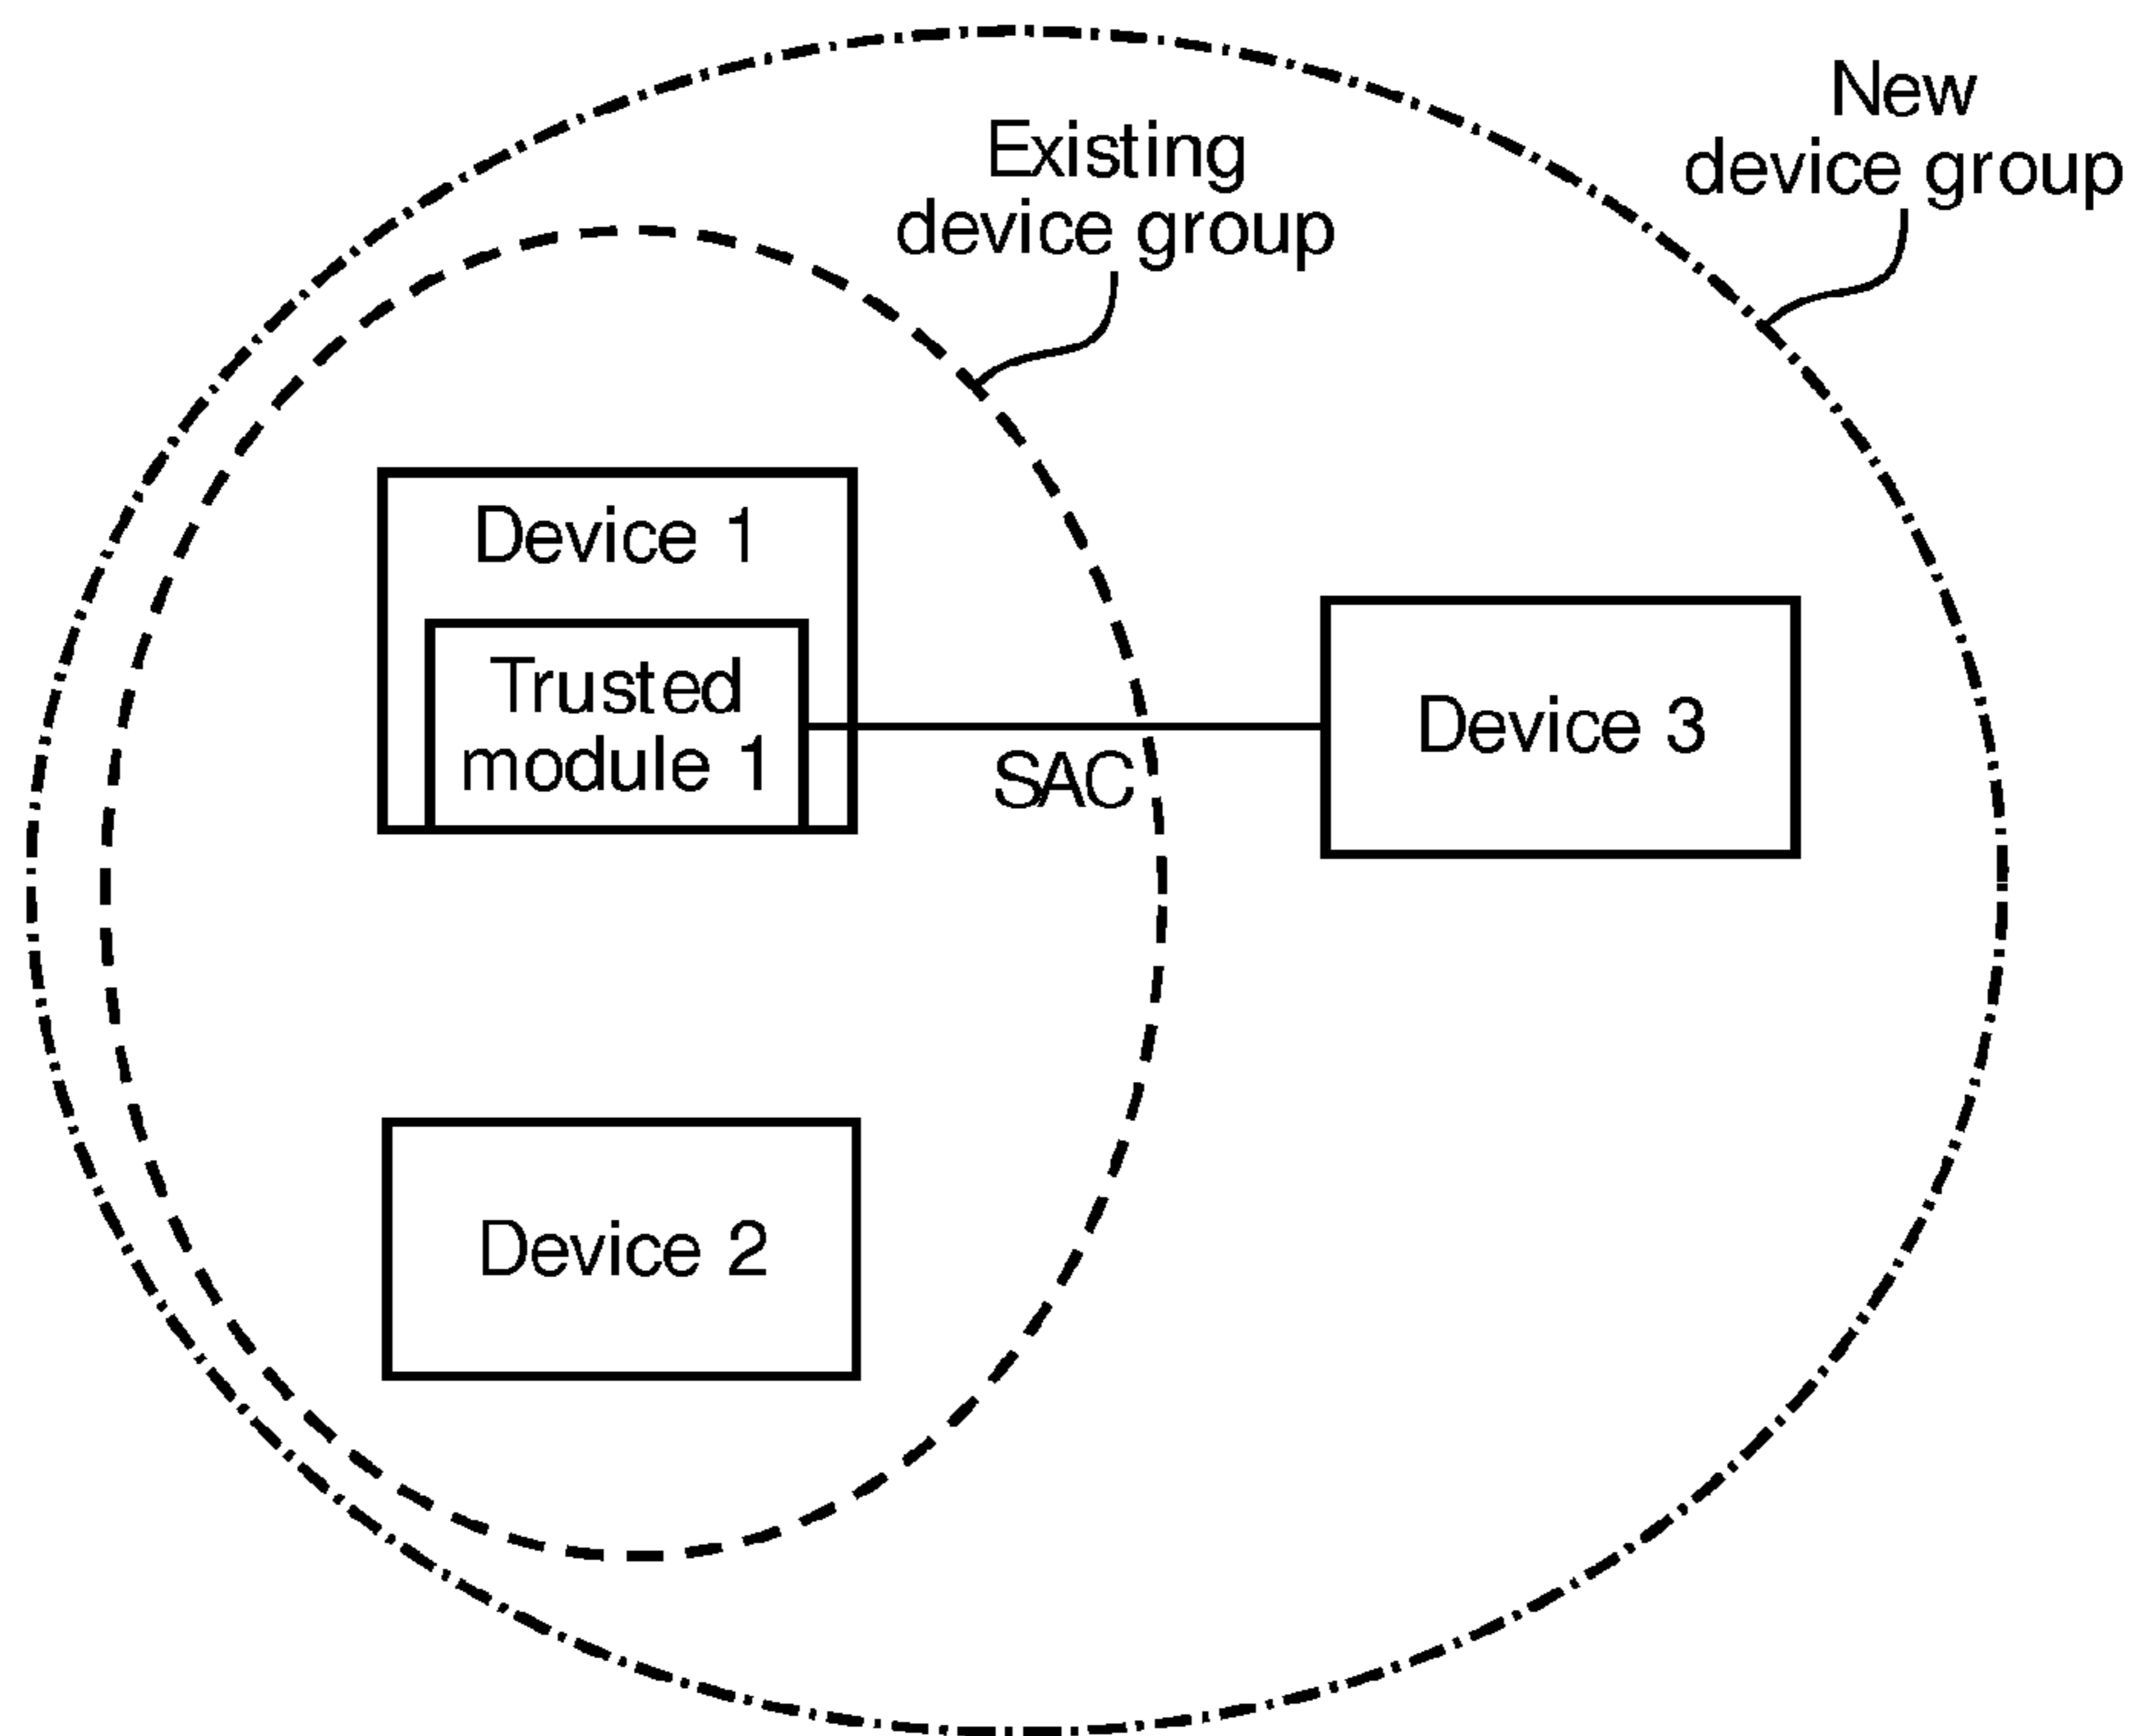 New
device group
Existing
device group
Device 1
Trusted
module 1
SAC
Device 3
Device 2